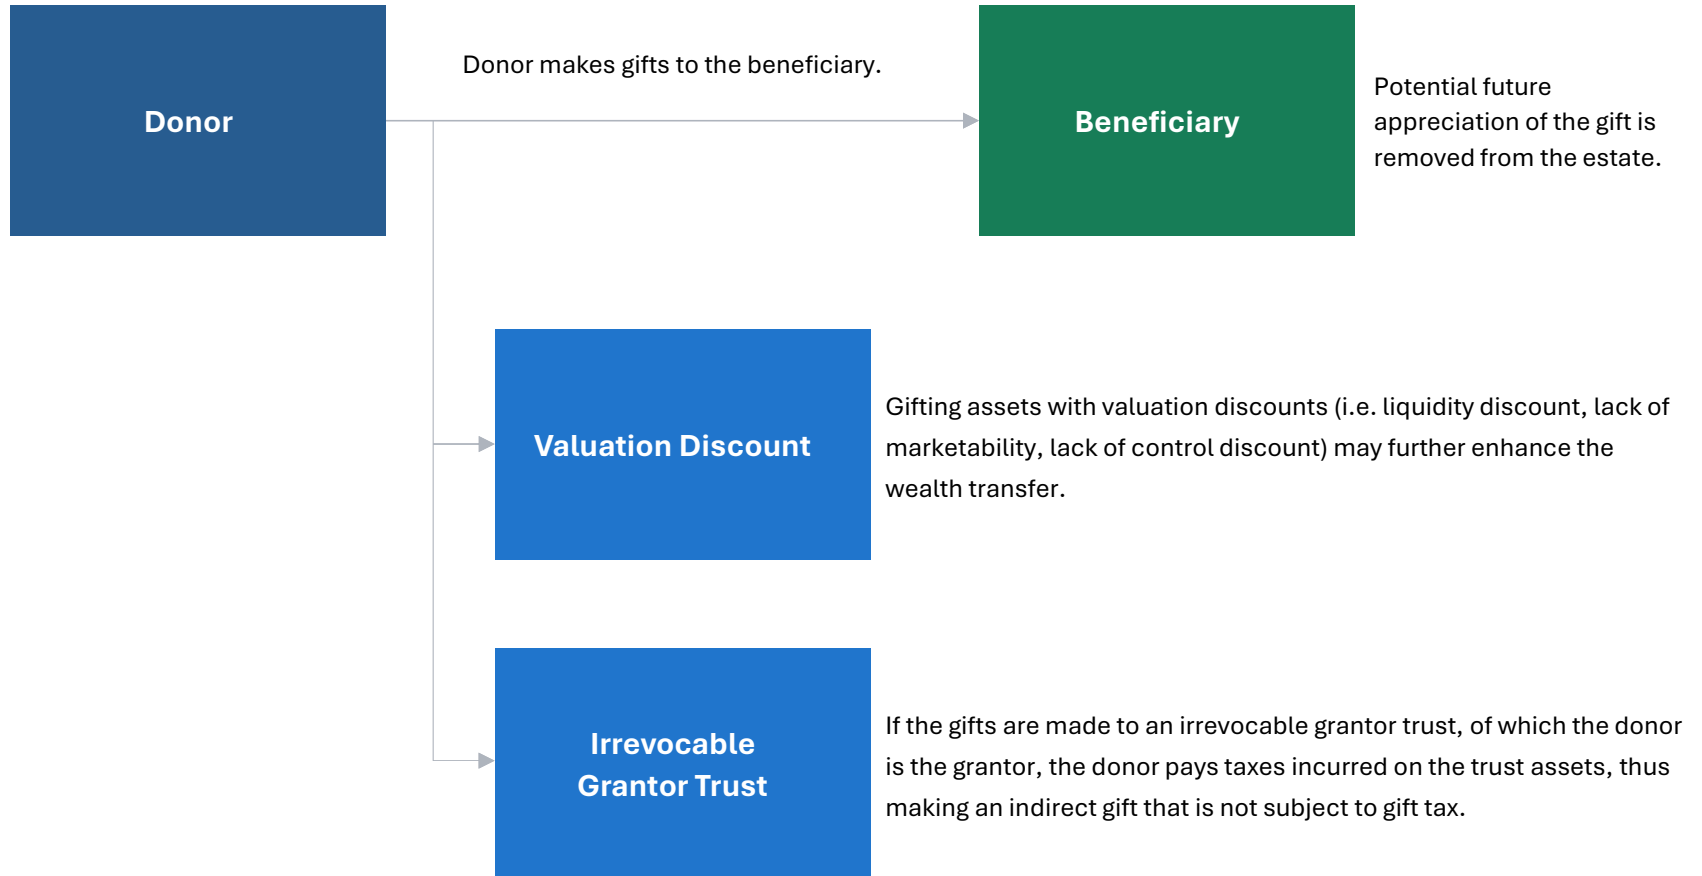 Donor
Donor makes gifts to the beneficiary.
Beneficiary
Potential future
appreciation of the gift is
removed from the estate.
Valuation Discount
Gifting assets with valuation discounts (i.e. liquidity discount, lack of
marketability, lack of control discount) may further enhance the
wealth transfer.
Irrevocable
Grantor Trust
If the gifts are made to an irrevocable grantor trust, of which the donor
is the grantor, the donor pays taxes incurred on the trust assets, thus
making an indirect gift that is not subject to gift tax.